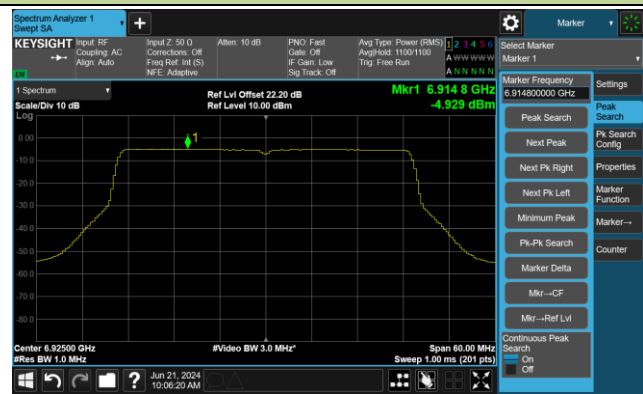 Spectrum Analyzer 1
Swept SA
Marker
KEYSIGHT
Input: RF
Coupling: AC
Align: Auto
Input Z: 50 Ω
Corrections: Off
Freq Ref: Int (S)
NFE: Adaptive
Atten: 10 dB
PNO: Fast
Gate: Off
IF Gain: Low
Sig Track: Off
Avg Type: Power (RMS)
Avg|Hold: 1100/1100
Trig: Free Run
1 2 3 4 5 6
A W W W W W
A N N N N N
LXI
Select Marker
Marker 1
1 Spectrum
Scale/Div 10 dB
Log
Ref Lvl Offset 22.20 dB
Ref Level 10.00 dBm
Mkr1 6.914 8 GHz
-4.929 dBm
0.00
-10.0
-20.0
-30.0
-40.0
-50.0
-60.0
-70.0
-80.0
1
Center 6.92500 GHz
#Res BW 1.0 MHz
#Video BW 3.0 MHz*
Span 60.00 MHz
Sweep 1.00 ms (201 pts)
Marker Frequency
6.914800000 GHz
Peak Search
Next Peak
Next Pk Right
Next Pk Left
Minimum Peak
Pk-Pk Search
Marker Delta
Mkr→CF
Mkr→Ref Lvl
Continuous Peak
Search
On
Off
Settings
Peak
Search
Pk Search
Config
Properties
Marker
Function
Marker→
Counter
?
Jun 21, 2024
10:06:20 AM